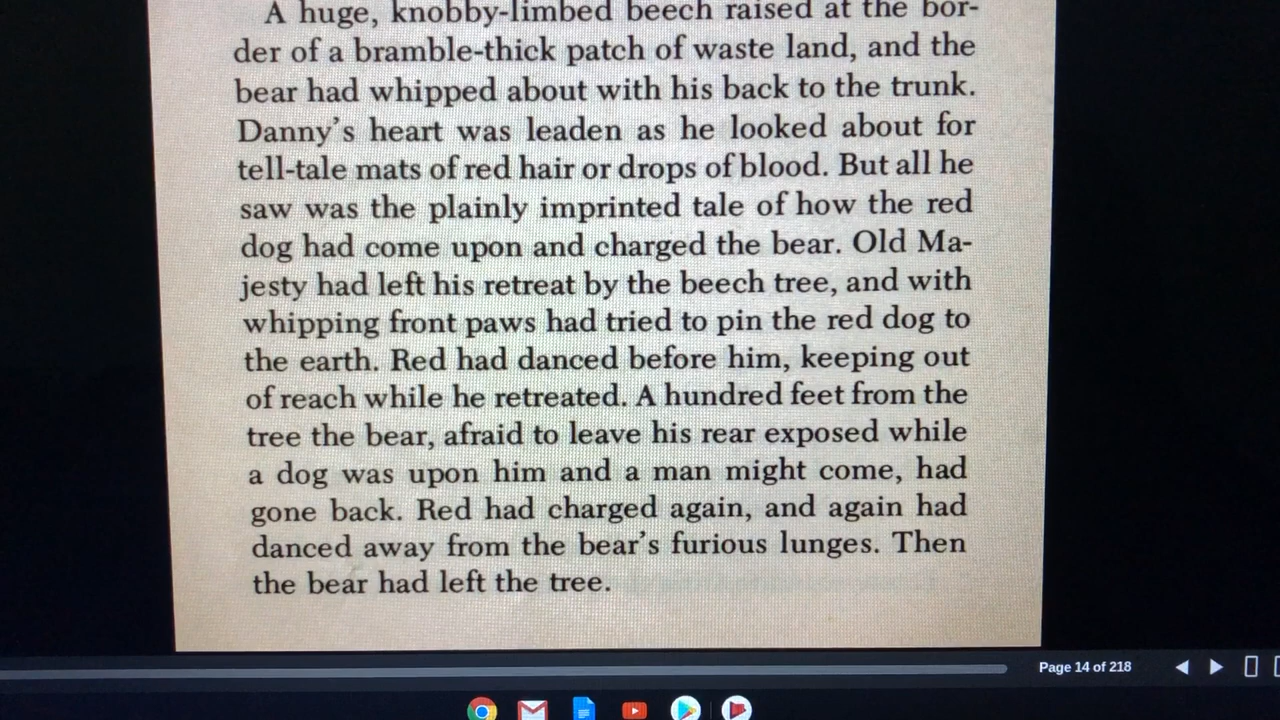 A huge, knobby-limbed beech raised at the bor-
der of a bramble-thick patch of waste land, and the
bear had whipped about with his back to the trunk.
Danny's heart was leaden as he looked about for
tell-tale mats of red hair or drops of blood. But all he
saw was the plainly imprinted tale of how the red
dog had come upon and charged the bear. Old Ma-
jesty had left his retreat by the beech tree, and with
whipping front paws had tried to pin the red dog to
the earth. Red had danced before him, keeping out
of reach while he retreated. A hundred feet from the
tree the bear, afraid to leave his rear exposed while
a dog was upon him and a man might come, had
gone back. Red had charged again, and again had
danced away from the bear's furious lunges. Then
the bear had left the tree.
Page 14 of 218